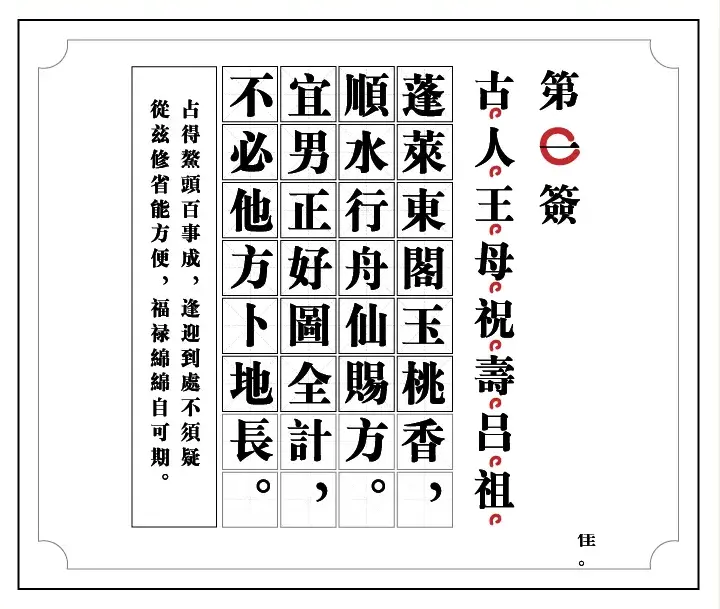 第一簽
佳。
古人王母祝壽呂祖
蓬萊東閣玉桃香，
順水行舟仙賜方。
宜男正好圖全計，
不必他方卜地長。
占得鰲頭百事成，逢迎到處不須疑
從茲修省能方便，福祿綿綿自可期。